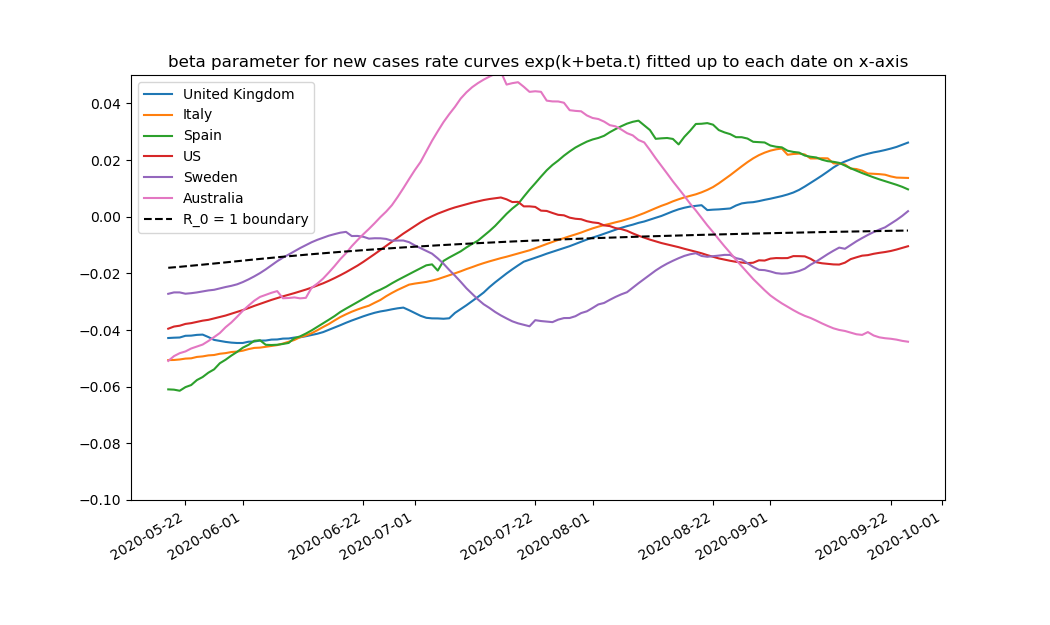 beta parameter for new cases rate curves exp(k+beta.t) fitted up to each date on x-axis
United Kingdom
Italy
Spain
US
Sweden
Australia
R_0 = 1 boundary
0.04
0.02
0.00
−0.02
−0.04
−0.06
−0.08
−0.10
2020-05-22
2020-06-01
2020-06-22
2020-07-01
2020-07-22
2020-08-01
2020-08-22
2020-09-01
2020-09-22
2020-10-01